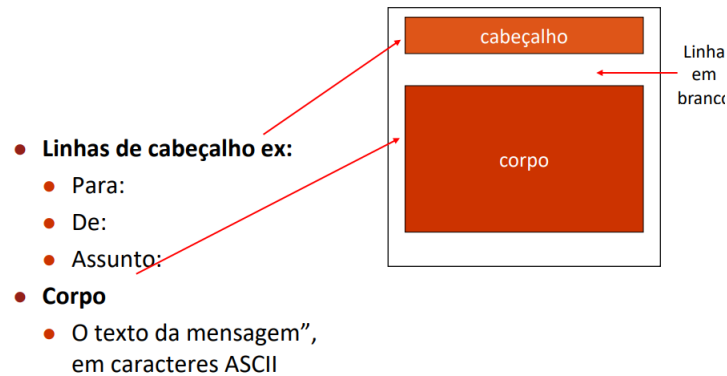 cabeçalho
Linha
em
branco
corpo
• Linhas de cabeçalho ex:
• Para:
• De:
• Assunto:
• Corpo
• O texto da mensagem”,
em caracteres ASCII